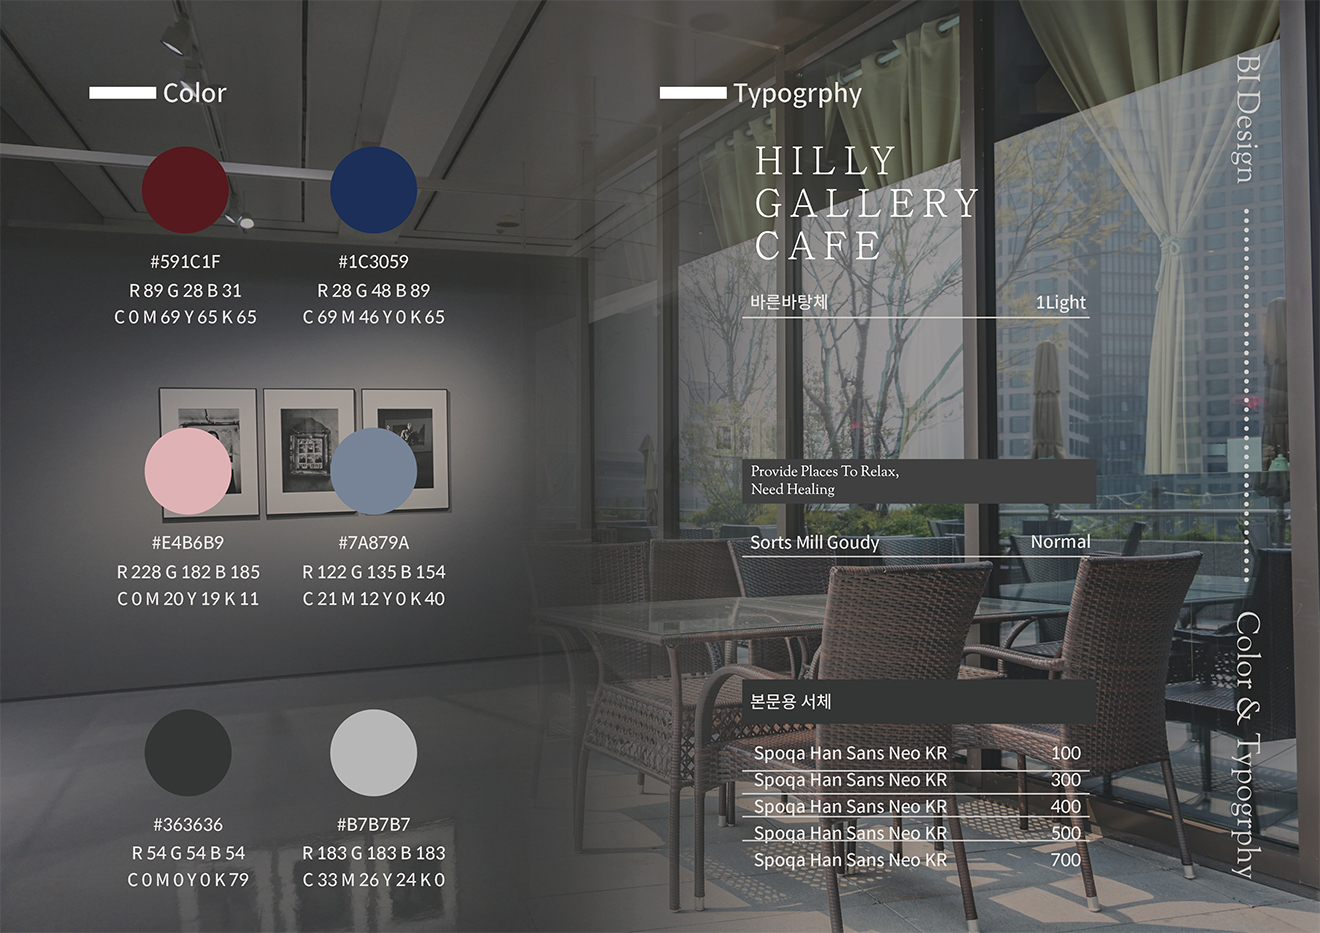 Color
#591C1F
R 89 G 28 B 31
C 0 M 69 Y 65 K 65
#1C3059
R 28 G 48 B 89
C 69 M 46 Y 0 K 65
#E4B6B9
R 228 G 182 B 185
C 0 M 20 Y 19 K 11
#7A879A
R 122 G 135 B 154
C 21 M 12 Y 0 K 40
#363636
R 54 G 54 B 54
C 0 M 0 Y 0 K 79
#B7B7B7
R 183 G 183 B 183
C 33 M 26 Y 24 K 0
Typogrphy
HILLY
GALLERY
CAFE
바른바탕체 1Light
Provide Places To Relax,
Need Healing
Sorts Mill Goudy Normal
본문용 서체
Spoqa Han Sans Neo KR 100
Spoqa Han Sans Neo KR 300
Spoqa Han Sans Neo KR 400
Spoqa Han Sans Neo KR 500
Spoqa Han Sans Neo KR 700
BI Design
Color & Typogrphy